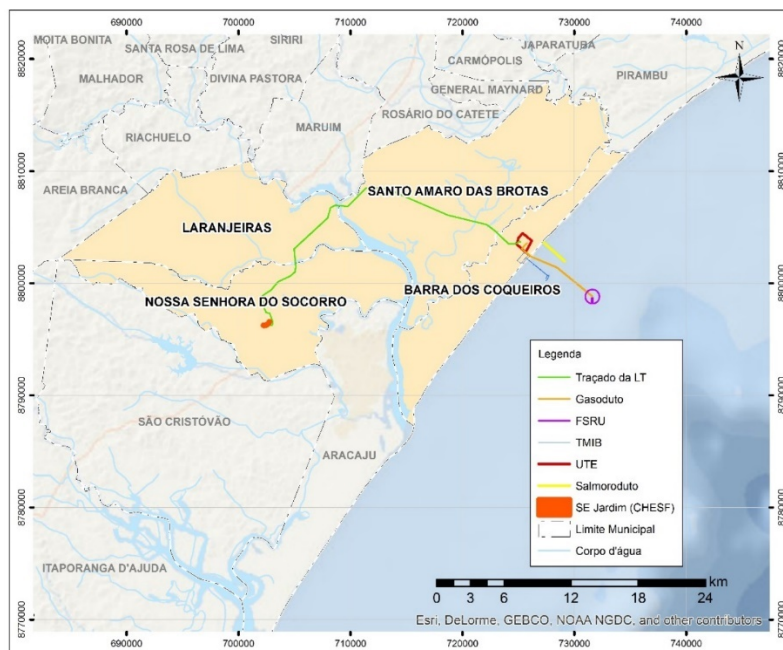 690000 700000 710000 720000 730000 740000
8820000 8810000 8800000 8790000 8780000 8770000
MOITA BONITA
SANTA ROSA DE LIMA
SIRIRI
JAPARATUBA
N
CARMÓPOLIS
PIRAMBU
MALHADOR
DIVINA PASTORA
GENERAL MAYNARD
ROSÁRIO DO CATETE
MARUIM
RIACHUELO
AREIA BRANCA
SANTO AMARO DAS BROTAS
LARANJEIRAS
NOSSA SENHORA DO SOCORRO
BARRA DOS COQUEIROS
SÃO CRISTÓVÃO
ARACAJU
ITAPORANGA D'AJUDA
Legenda
Traçado da LT
Gasoduto
FSRU
TMIB
UTE
Salmoroduto
SE Jardim (CHESF)
Limite Municipal
Corpo d'água
km
0 3 6 12 18 24
Esri, DeLorme, GEBCO, NOAA NGDC, and other contributors
8820000 8810000 8800000 8790000 8780000 8770000
690000 700000 710000 720000 730000 740000